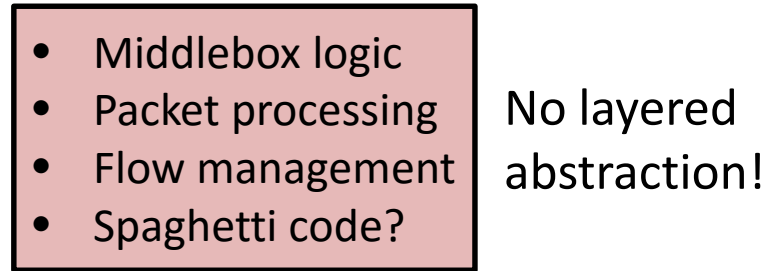 • Middlebox logic
• Packet processing
• Flow management
• Spaghetti code?
No layered
abstraction!